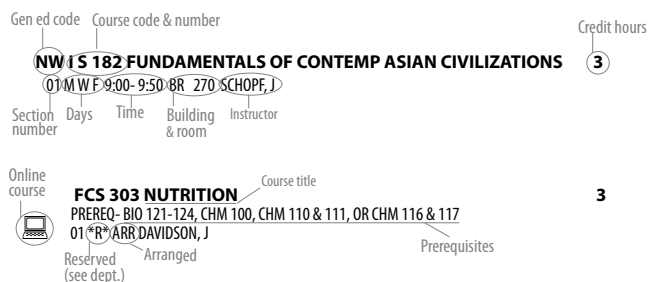 Gen ed code Course code & number Credit hours
NW i S 182 FUNDAMENTALS OF CONTEMP ASIAN CIVILIZATIONS 3
01 M W F 9:00- 9:50 BR 270 SCHOPF, J
Section number Days Time Building & room Instructor
Online course
Course title
FCS 303 NUTRITION 3
PREREQ- BIO 121-124, CHM 100, CHM 110 & 111, OR CHM 116 & 117
01 *R* ARR DAVIDSON, J
Reserved (see dept.) Arranged Prerequisites